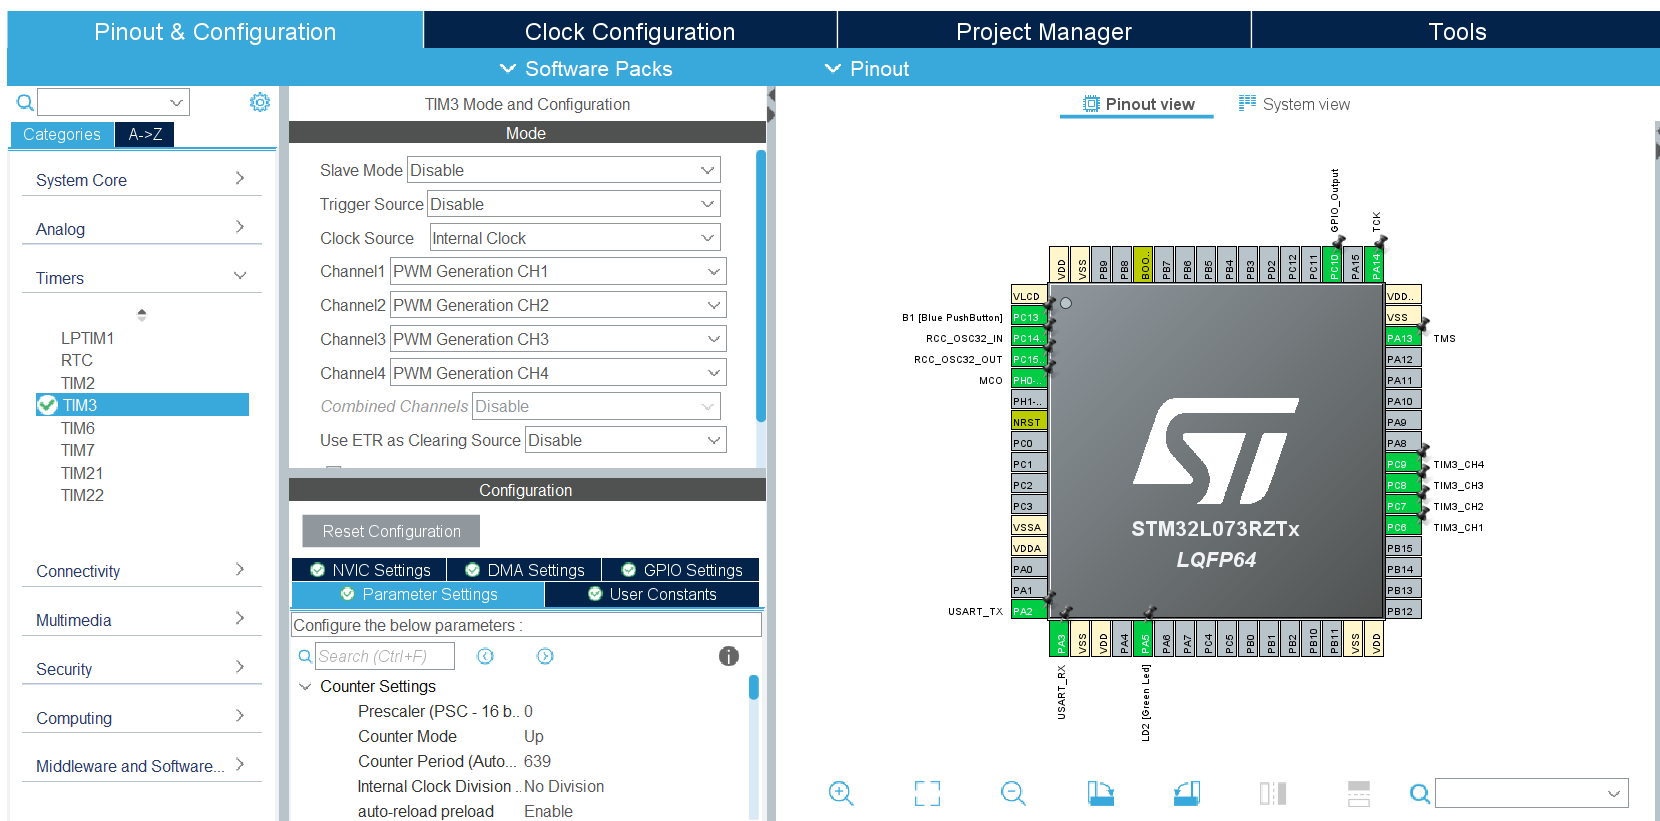 Pinout & Configuration
Clock Configuration
Project Manager
Tools
Software Packs
Pinout
Categories
A->Z
System Core
Analog
Timers
LPTIM1
RTC
TIM2
TIM3
TIM6
TIM7
TIM21
TIM22
Connectivity
Multimedia
Security
Computing
Middleware and Software...
TIM3 Mode and Configuration
Mode
Slave Mode Disable
Trigger Source Disable
Clock Source Internal Clock
Channel1 PWM Generation CH1
Channel2 PWM Generation CH2
Channel3 PWM Generation CH3
Channel4 PWM Generation CH4
Combined Channels Disable
Use ETR as Clearing Source Disable
Configuration
Reset Configuration
NVIC Settings
DMA Settings
GPIO Settings
Parameter Settings
User Constants
Configure the below parameters :
Search (Ctrl+F)
Counter Settings
Prescaler (PSC - 16 b.. 0
Counter Mode Up
Counter Period (Auto... 639
Internal Clock Division .. No Division
auto-reload preload Enable
Pinout view
System view
GPIO_Output
TCK
VDD
VSS
PB9
PB8
BOO..
PB7
PB6
PB5
PB4
PB3
PD2
PC12
PC11
PC10
PA15
PA14
VLCD
B1 [Blue PushButton] PC13
RCC_OSC32_IN PC14..
RCC_OSC32_OUT PC15..
MCO PH0-..
PH1-..
NRST
PC0
PC1
PC2
PC3
VSSA
VDDA
PA0
PA1
USART_TX PA2
STM32L073RZTx
LQFP64
VDD..
VSS
PA13 TMS
PA12
PA11
PA10
PA9
PA8
PC9 TIM3_CH4
PC8 TIM3_CH3
PC7 TIM3_CH2
PC6 TIM3_CH1
PB15
PB14
PB13
PB12
PA3
VSS
VDD
PA4
PA5
PA6
PA7
PC4
PC5
PB0
PB1
PB2
PB10
PB11
VSS
VDD
USART_RX
LD2 [Green Led]